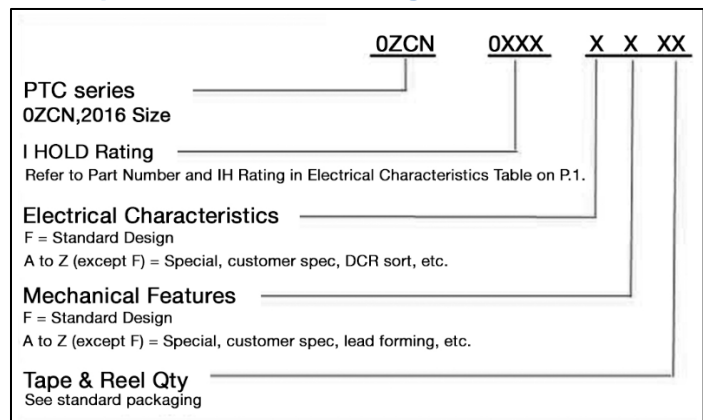 0ZCN 0XXX X X XX
PTC series
0ZCN,2016 Size
I HOLD Rating
Refer to Part Number and IH Rating in Electrical Characteristics Table on P.1.
Electrical Characteristics
F = Standard Design
A to Z (except F) = Special, customer spec, DCR sort, etc.
Mechanical Features
F = Standard Design
A to Z (except F) = Special, customer spec, lead forming, etc.
Tape & Reel Qty
See standard packaging